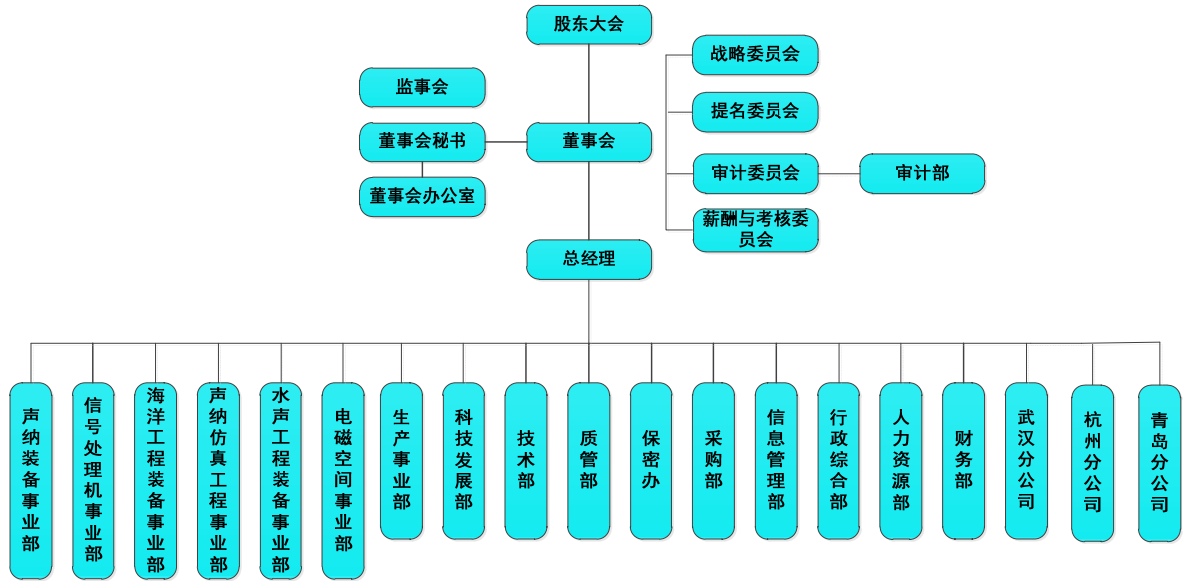 股东大会
战略委员会
监事会
提名委员会
董事会秘书
董事会
审计委员会
审计部
董事会办公室
薪酬与考核委
员会
总经理
声纳装备事业部
信号处理机事业部
海洋工程装备事业部
声纳仿真工程事业部
水声工程装备事业部
电磁空间事业部
生产事业部
科技发展部
技术部
质管部
保密办
采购部
信息管理部
行政综合部
人力资源部
财务部
武汉分公司
杭州分公司
青岛分公司